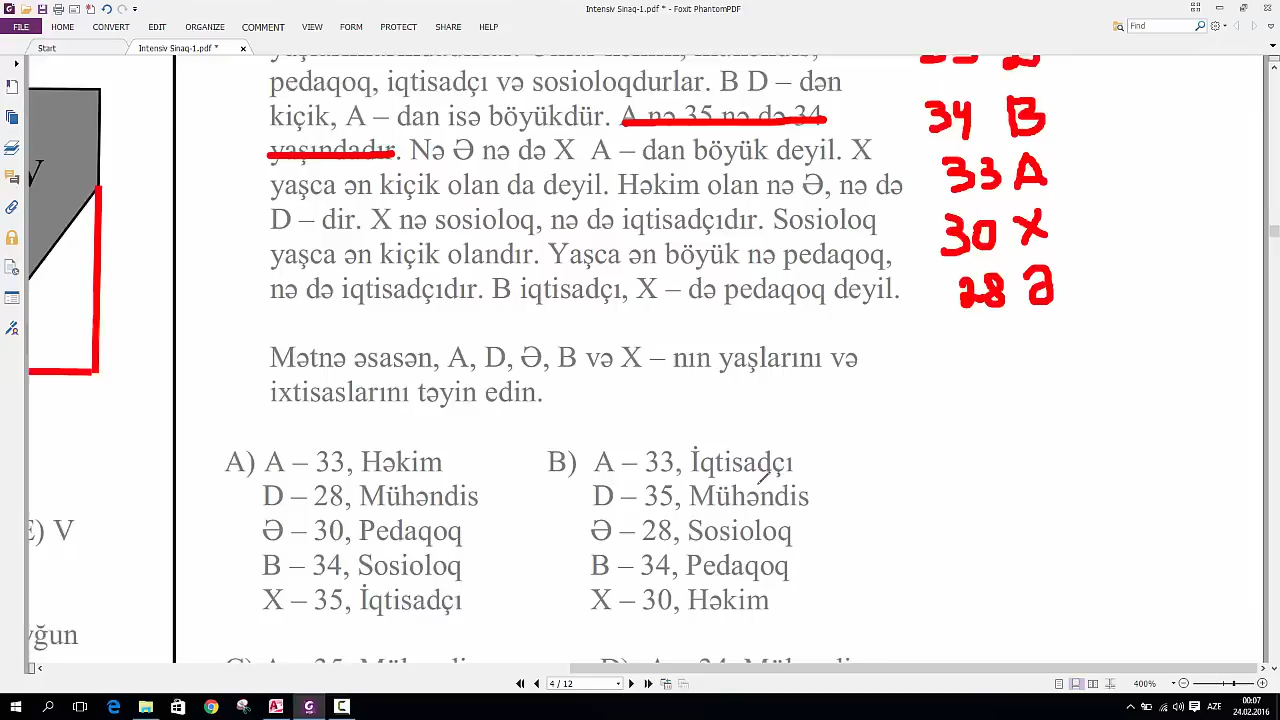 Intensiv Sinaq-1.pdf * - Foxit PhantomPDF
FILE HOME CONVERT EDIT ORGANIZE COMMENT VIEW FORM PROTECT SHARE HELP
Find
Start Intensiv Sinaq-1.pdf *
pedaqoq, iqtisadçı və sosioloqdurlar. B D – dən
kiçik, A – dan isə böyükdür. A nə 35 nə də 34
yaşındadır. Nə Ə nə də X A – dan böyük deyil. X
yaşca ən kiçik olan da deyil. Həkim olan nə Ə, nə də
D – dir. X nə sosioloq, nə də iqtisadçıdır. Sosioloq
yaşca ən kiçik olandır. Yaşca ən böyük nə pedaqoq,
nə də iqtisadçıdır. B iqtisadçı, X – də pedaqoq deyil.
34 B
33 A
30 X
28 Ə
V
Mətnə əsasən, A, D, Ə, B və X – nın yaşlarını və
ixtisaslarını təyin edin.
A) A – 33, Həkim
D – 28, Mühəndis
Ə – 30, Pedaqoq
B – 34, Sosioloq
X – 35, İqtisadçı
B) A – 33, İqtisadçı
D – 35, Mühəndis
Ə – 28, Sosioloq
B – 34, Pedaqoq
X – 30, Həkim
E) V
yğun
4 / 12
400%
AZE
00:07
24.02.2016